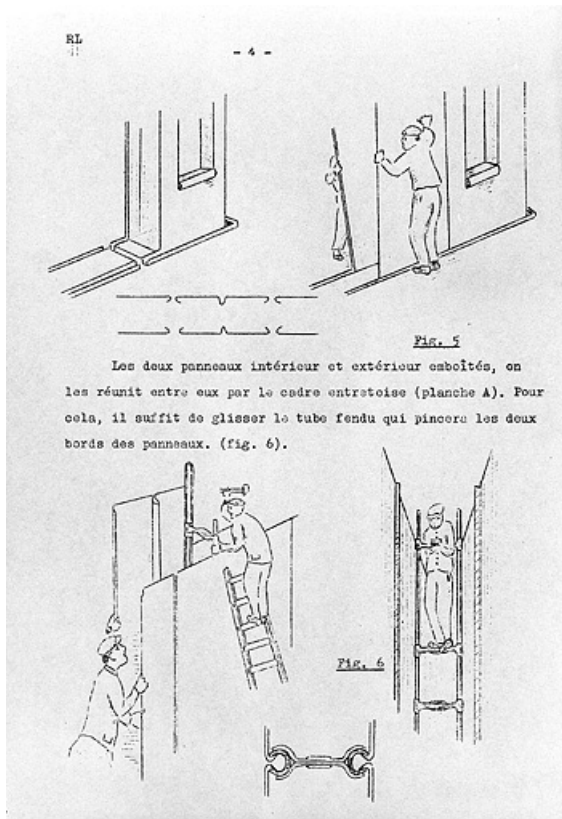 RL
- 4 -
Fig. 5
Les deux panneaux intérieur et extérieur emboîtés, on
les réunit entre eux par le cadre entretoise (planche A). Pour
cela, il suffit de glisser le tube fendu qui pincera les deux
bords des panneaux. (fig. 6).
Fig. 6